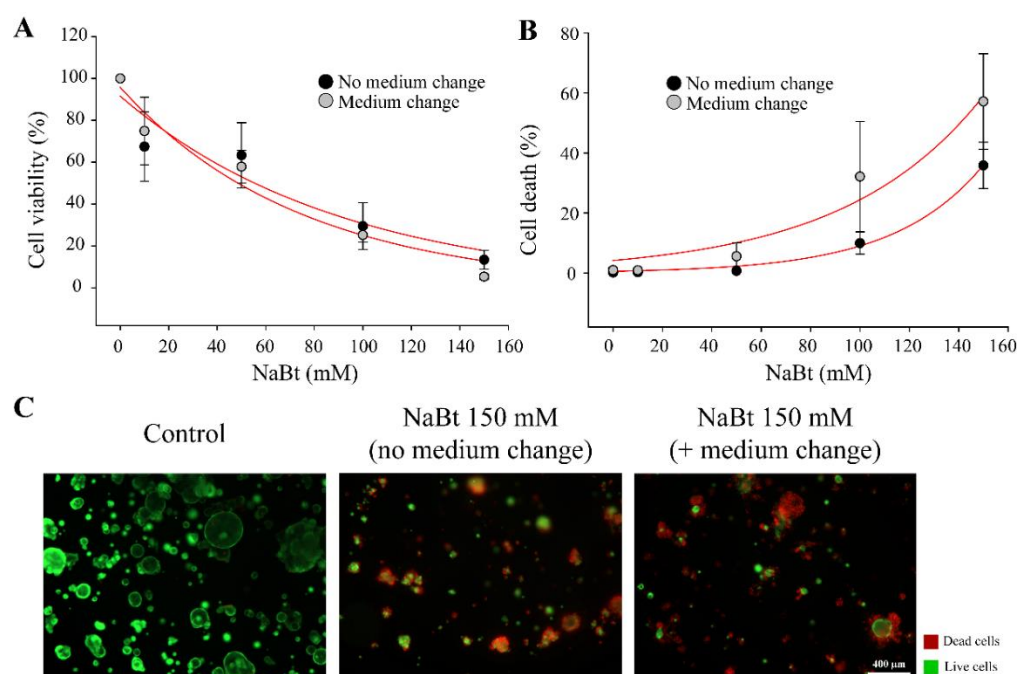 A
120
100
80
60
40
20
0
Cell viability (%)
No medium change
Medium change
0 20 40 60 80 100 120 140 160
NaBt (mM)
B
80
60
40
20
0
Cell death (%)
No medium change
Medium change
0 20 40 60 80 100 120 140 160
NaBt (mM)
C
Control
NaBt 150 mM
(no medium change)
NaBt 150 mM
(+ medium change)
400 µm
Dead cells
Live cells